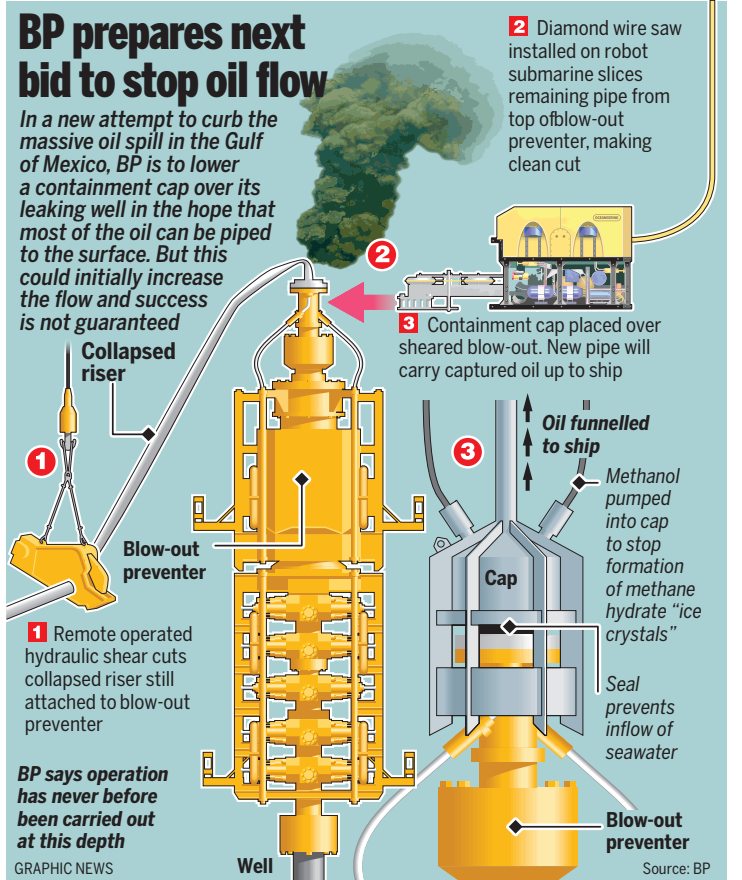 BP prepares next
bid to stop oil flow
In a new attempt to curb the
massive oil spill in the Gulf
of Mexico, BP is to lower
a containment cap over its
leaking well in the hope that
most of the oil can be piped
to the surface. But this
could initially increase
the flow and success
is not guaranteed
2 Diamond wire saw
installed on robot
submarine slices
remaining pipe from
top ofblow-out
preventer, making
clean cut
OCEANEERING
2
3 Containment cap placed over
sheared blow-out. New pipe will
carry captured oil up to ship
Collapsed
riser
1
Blow-out
preventer
1 Remote operated
hydraulic shear cuts
collapsed riser still
attached to blow-out
preventer
3
Oil funnelled
to ship
Methanol
pumped
into cap
to stop
formation
of methane
hydrate “ice
crystals”
Cap
Seal
prevents
inflow of
seawater
BP says operation
has never before
been carried out
at this depth
Blow-out
preventer
GRAPHIC NEWS
Well
Source: BP